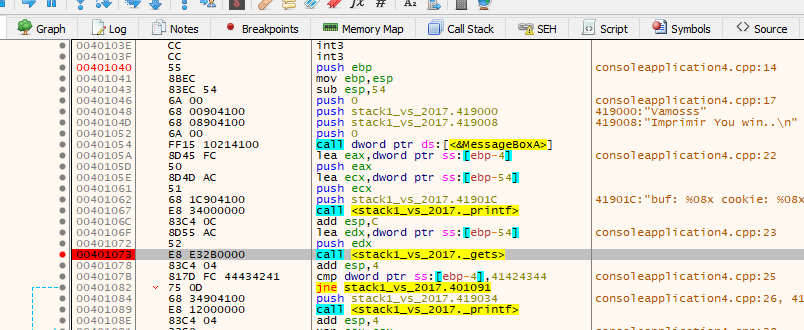 Graph Log Notes Breakpoints Memory Map Call Stack SEH Script Symbols Source
0040103E CC int3
0040103F CC int3
00401040 55 push ebp consoleapplication4.cpp:14
00401041 8BEC mov ebp,esp
00401043 83EC 54 sub esp,54
00401046 6A 00 push 0 consoleapplication4.cpp:17
00401048 68 00904100 push stack1_vs_2017.419000 419000:"Vamosss"
0040104D 68 08904100 push stack1_vs_2017.419008 419008:"Imprimir You win..\n"
00401052 6A 00 push 0
00401054 FF15 10214100 call dword ptr ds:[<&MessageBoxA>]
0040105A 8D45 FC lea eax,dword ptr ss:[ebp-4] consoleapplication4.cpp:22
0040105D 50 push eax
0040105E 8D4D AC lea ecx,dword ptr ss:[ebp-54]
00401061 51 push ecx
00401062 68 1C904100 push stack1_vs_2017.41901C 41901C:"buf: %08x cookie: %08x
00401067 E8 34000000 call <stack1_vs_2017._printf>
0040106C 83C4 0C add esp,C
0040106F 8D55 AC lea edx,dword ptr ss:[ebp-54] consoleapplication4.cpp:23
00401072 52 push edx
00401073 E8 E32B0000 call <stack1_vs_2017._gets>
00401078 83C4 04 add esp,4
0040107B 817D FC 44434241 cmp dword ptr ss:[ebp-4],41424344 consoleapplication4.cpp:25
00401082 75 0D jne stack1_vs_2017.401091
00401084 68 34904100 push stack1_vs_2017.419034 consoleapplication4.cpp:26, 41
00401089 E8 12000000 call <stack1_vs_2017._printf>
0040108E 83C4 04 add esp,4